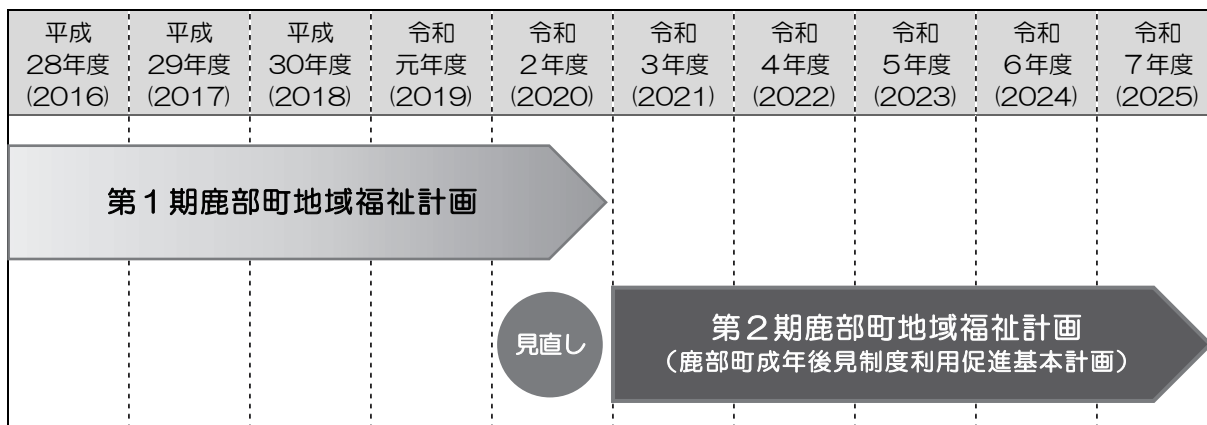 平成 平成 平成 令和 令和 令和 令和 令和 令和 令和
28年度 29年度 30年度 元年度 2年度 3年度 4年度 5年度 6年度 7年度
(2016) (2017) (2018) (2019) (2020) (2021) (2022) (2023) (2024) (2025)
第1期鹿部町地域福祉計画
見直し
第2期鹿部町地域福祉計画
(鹿部町成年後見制度利用促進基本計画)